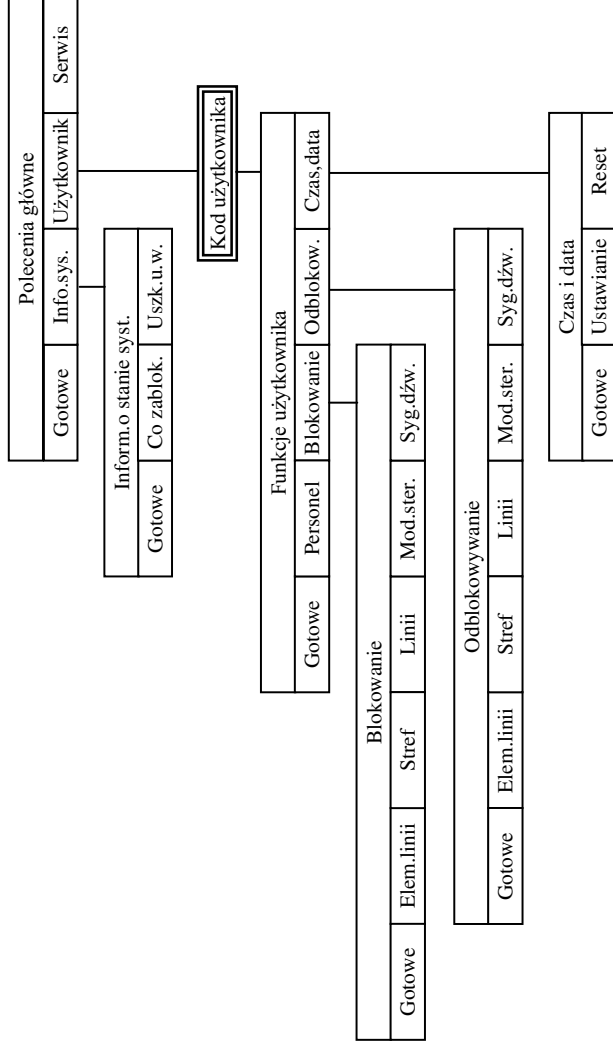 Polecenia główne
Gotowe Info.sys. Użytkownik Serwis
Inform.o stanie syst.
Gotowe Co zablok. Uszk.u.w.
Kod użytkownika
Funkcje użytkownika
Gotowe Personel Blokowanie Odblokow. Czas,data
Blokowanie
Gotowe Elem.linii Stref Linii Mod.ster. Syg.dźw.
Odblokowywanie
Gotowe Elem.linii Stref Linii Mod.ster. Syg.dźw.
Czas i data
Gotowe Ustawianie Reset